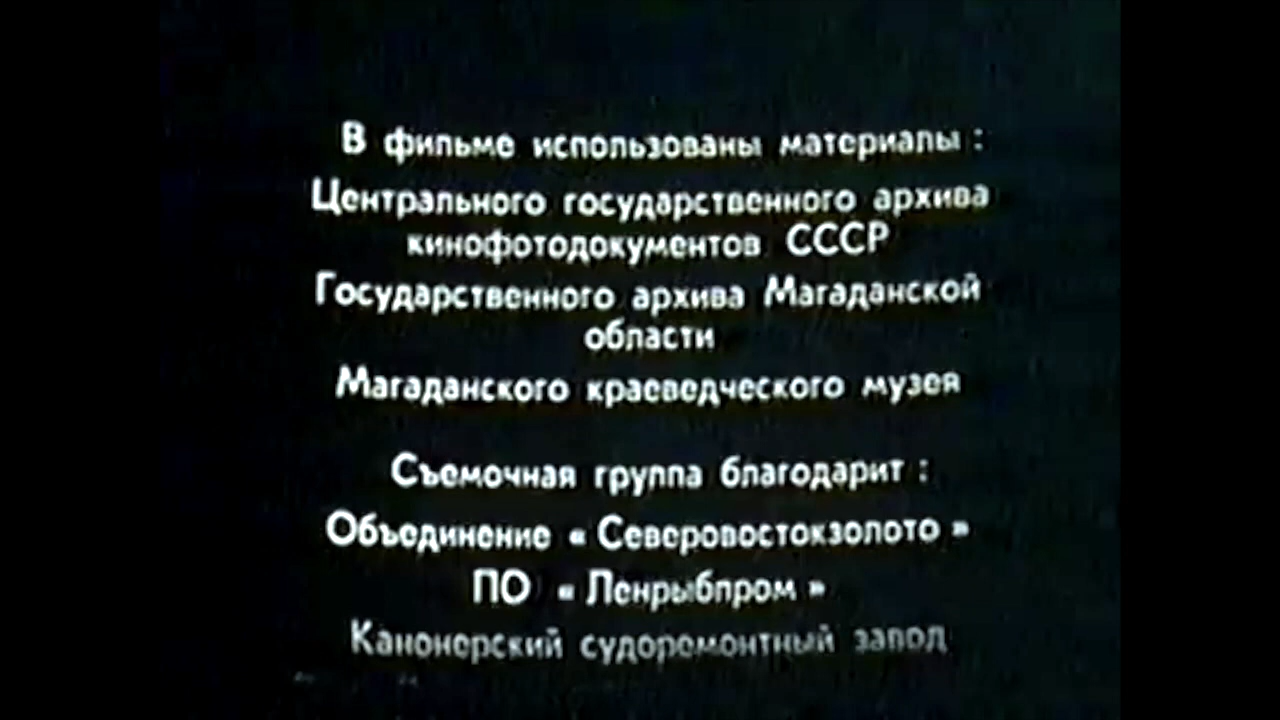 В фильме использованы материалы :
Центрального государственного архива
кинофотодокументов СССР
Государственного архива Магаданской
области
Магаданского краеведческого музея
Съемочная группа благодарит :
Объединение « Северовостокзолото »
ПО « Ленрыбпром »
Канонерский судоремонтный завод